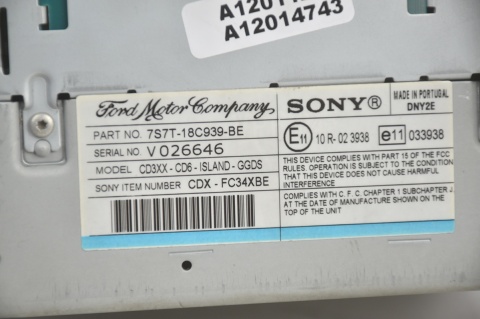 A12014743
Ford Motor Company
SONY®
MADE IN PORTUGAL
DNY2E
PART NO. 7S7T-18C939-BE
SERIAL NO. V 026646
MODEL CD3XX - CD6 - ISLAND - GGDS
SONY ITEM NUMBER CDX - FC34XBE
E11 10 R- 02 3938 e11 033938
THIS DEVICE COMPLIES WITH PART 15 OF THE FCC
RULES. OPERATION IS SUBJECT TO THE CONDITION
THAT THIS DEVICE DOES NOT CAUSE HARMFUL
INTERFERENCE.
COMPLIES WITH C. F. C. CHAPTER 1 SUBCHAPTER J.
AT THE DATE OF MANUFACTURE SHOWN ON THE
TOP OF THE UNIT